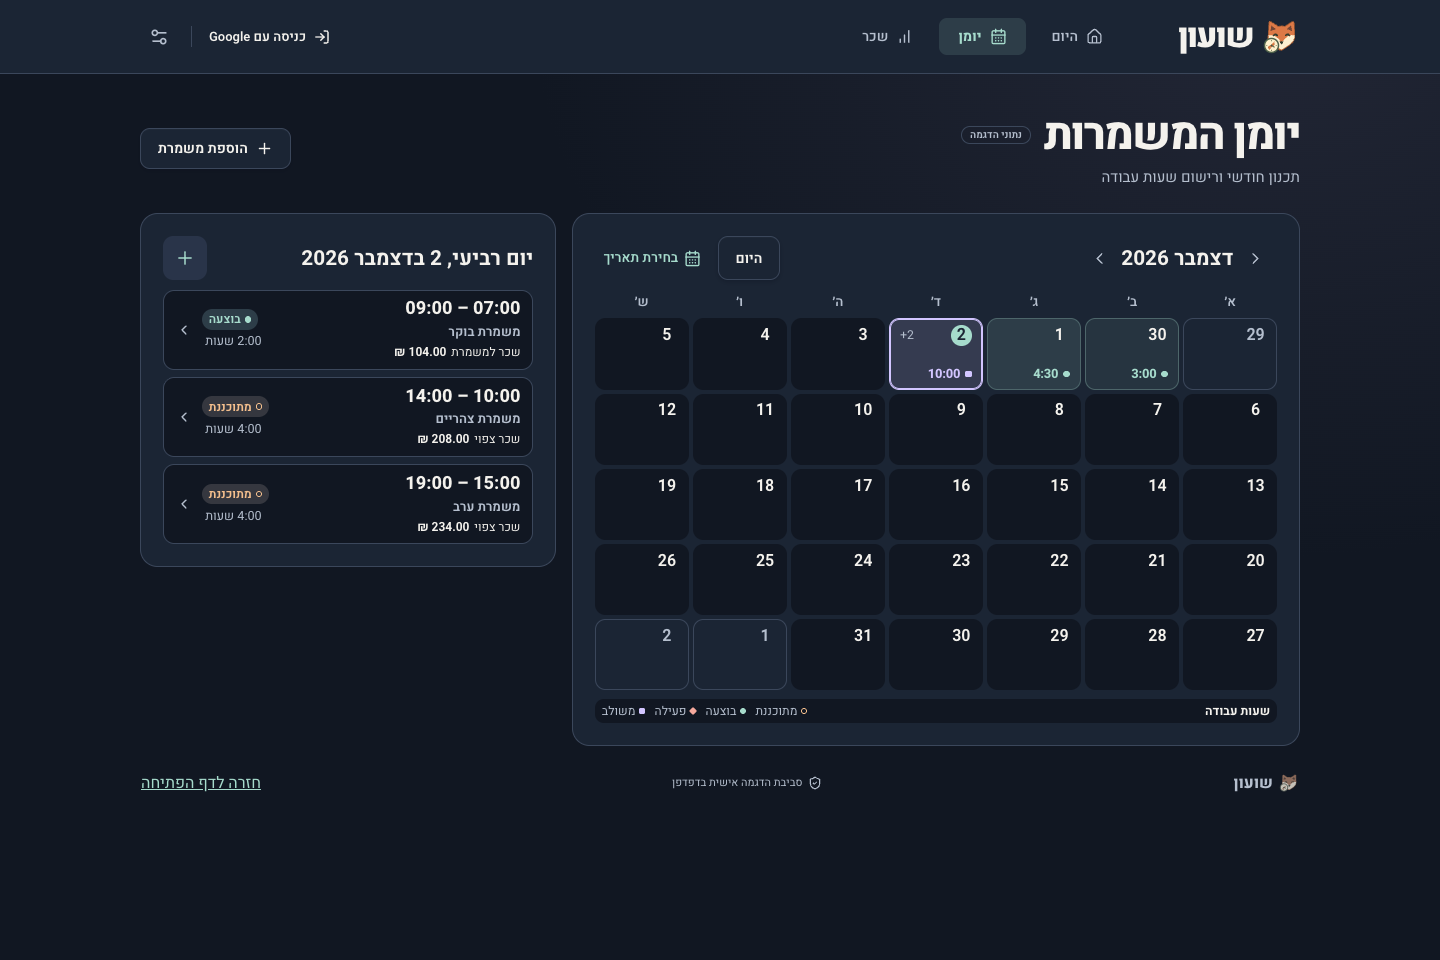 שועון
היום
יומן
שכר
כניסה עם Google
יומן המשמרות
נתוני הדגמה
תכנון חודשי ורישום שעות עבודה
הוספת משמרת
דצמבר 2026
היום
בחירת תאריך
א׳ ב׳ ג׳ ד׳ ה׳ ו׳ ש׳
29 30 1 2 +2 3 4 5
3:00 4:30 10:00
6 7 8 9 10 11 12
13 14 15 16 17 18 19
20 21 22 23 24 25 26
27 28 29 30 31 1 2
שעות עבודה
מתוכננת בוצעה פעילה משולב
יום רביעי, 2 בדצמבר 2026
07:00 – 09:00
משמרת בוקר
שכר למשמרת 104.00 ₪
בוצעה
2:00 שעות
10:00 – 14:00
משמרת צהריים
שכר צפוי 208.00 ₪
מתוכננת
4:00 שעות
15:00 – 19:00
משמרת ערב
שכר צפוי 234.00 ₪
מתוכננת
4:00 שעות
שועון
סביבת הדגמה אישית בדפדפן
חזרה לדף הפתיחה